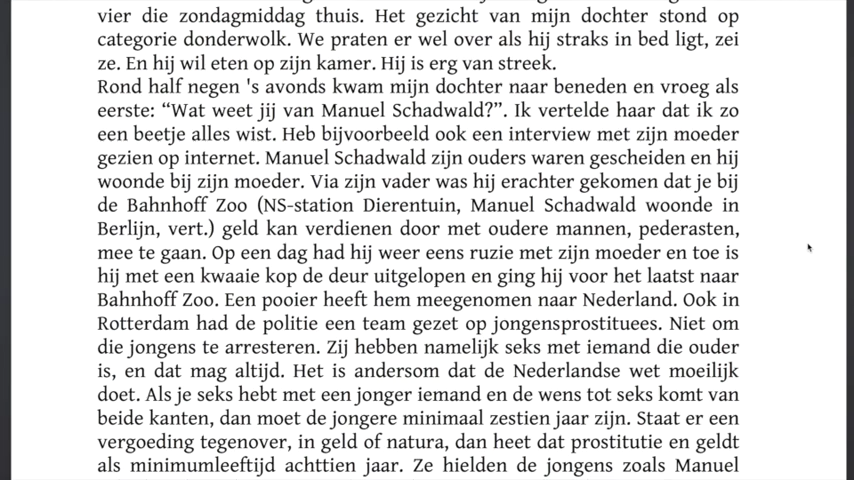 vier die zondagmiddag thuis. Het gezicht van mijn dochter stond op
categorie donderwolk. We praten er wel over als hij straks in bed ligt, zei
ze. En hij wil eten op zijn kamer. Hij is erg van streek.
Rond half negen 's avonds kwam mijn dochter naar beneden en vroeg als
eerste: “Wat weet jij van Manuel Schadwald?”. Ik vertelde haar dat ik zo
een beetje alles wist. Heb bijvoorbeeld ook een interview met zijn moeder
gezien op internet. Manuel Schadwald zijn ouders waren gescheiden en hij
woonde bij zijn moeder. Via zijn vader was hij erachter gekomen dat je bij
de Bahnhoff Zoo (NS-station Dierentuin, Manuel Schadwald woonde in
Berlijn, vert.) geld kan verdienen door met oudere mannen, pederasten,
mee te gaan. Op een dag had hij weer eens ruzie met zijn moeder en toe is
hij met een kwaaie kop de deur uitgelopen en ging hij voor het laatst naar
Bahnhoff Zoo. Een pooier heeft hem meegenomen naar Nederland. Ook in
Rotterdam had de politie een team gezet op jongensprostituees. Niet om
die jongens te arresteren. Zij hebben namelijk seks met iemand die ouder
is, en dat mag altijd. Het is andersom dat de Nederlandse wet moeilijk
doet. Als je seks hebt met een jonger iemand en de wens tot seks komt van
beide kanten, dan moet de jongere minimaal zestien jaar zijn. Staat er een
vergoeding tegenover, in geld of natura, dan heet dat prostitutie en geldt
als minimumleeftijd achttien jaar. Ze hielden de jongens zoals Manuel